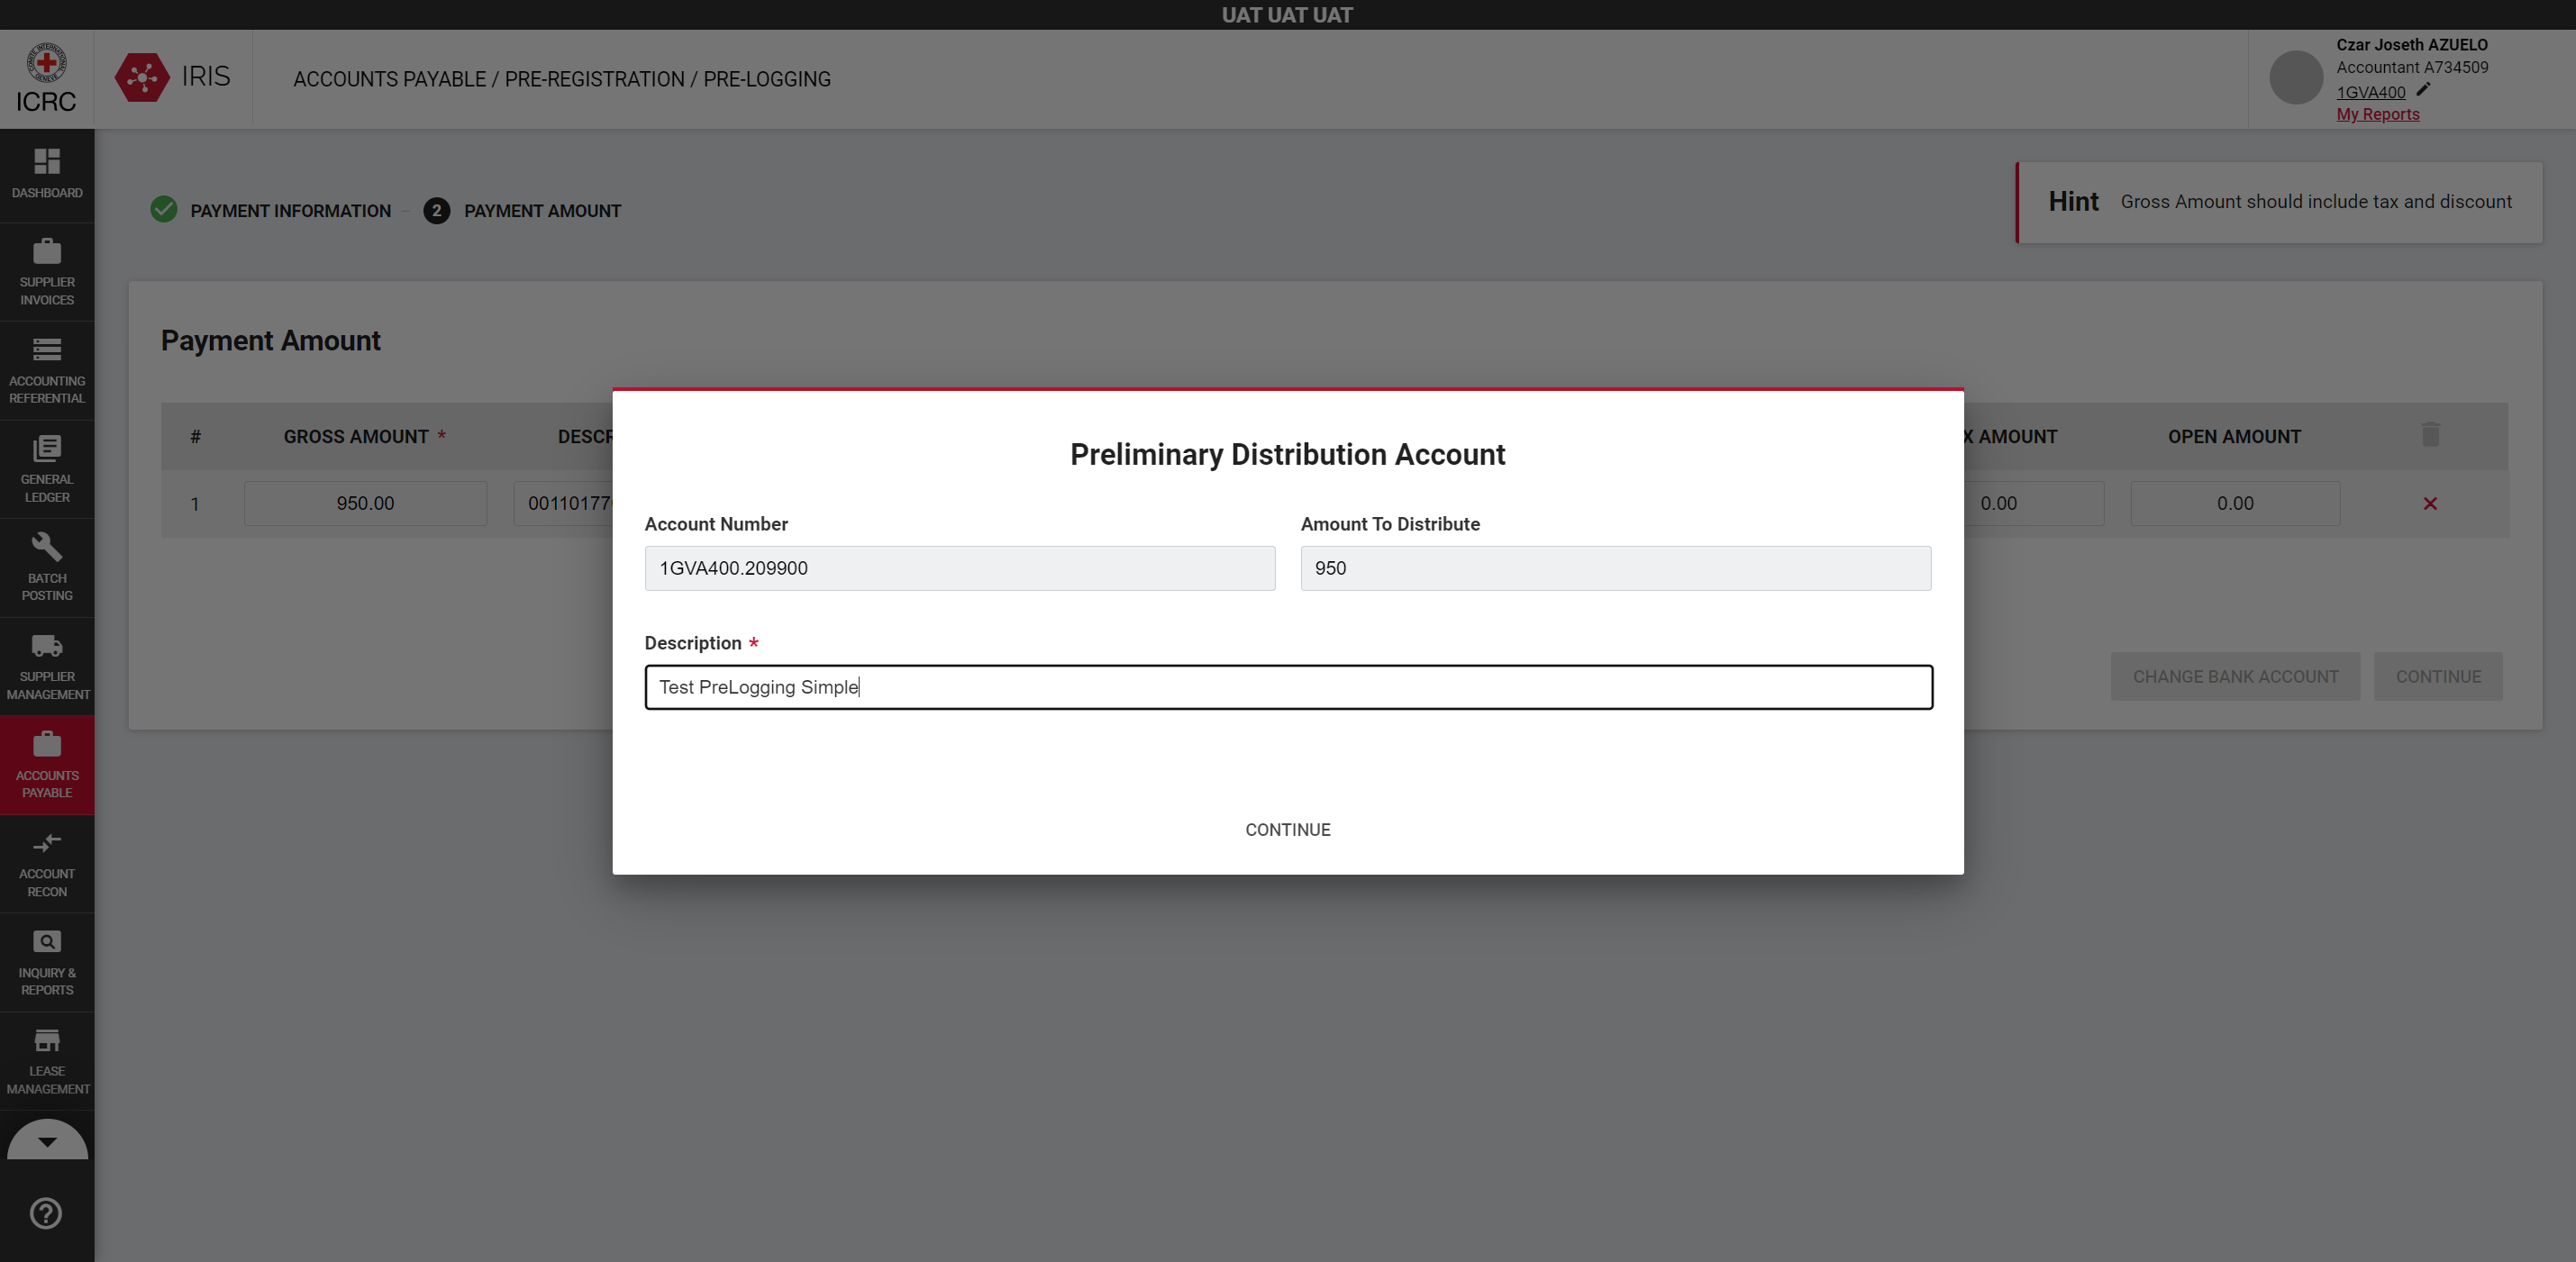 UAT UAT UAT
ICRC
IRIS
ACCOUNTS PAYABLE / PRE-REGISTRATION / PRE-LOGGING
Czar Joseth AZUELO
Accountant A734509
1GVA400
My Reports
DASHBOARD
SUPPLIER
INVOICES
ACCOUNTING
REFERENTIAL
GENERAL
LEDGER
BATCH
POSTING
SUPPLIER
MANAGEMENT
ACCOUNTS
PAYABLE
ACCOUNT
RECON
INQUIRY &
REPORTS
LEASE
MANAGEMENT
PAYMENT INFORMATION
2 PAYMENT AMOUNT
Hint Gross Amount should include tax and discount
Payment Amount
# GROSS AMOUNT * DESCR X AMOUNT OPEN AMOUNT
1 950.00 00110177 0.00 0.00
Preliminary Distribution Account
Account Number Amount To Distribute
1GVA400.209900 950
Description *
Test PreLogging Simple
CONTINUE
CHANGE BANK ACCOUNT CONTINUE